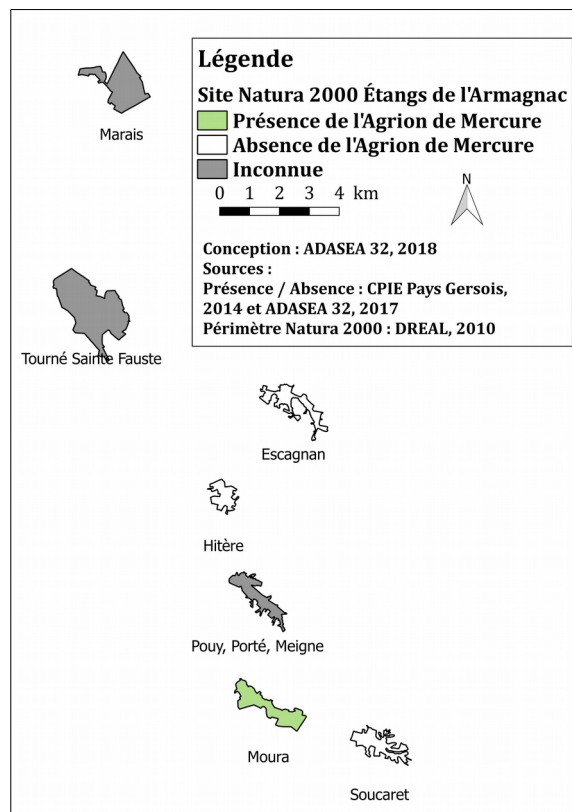 Légende
Site Natura 2000 Étangs de l'Armagnac
Présence de l'Agrion de Mercure
Absence de l'Agrion de Mercure
Inconnue
0 1 2 3 4 km
N
Conception : ADASEA 32, 2018
Sources :
Présence / Absence : CPIE Pays Gersois,
2014 et ADASEA 32, 2017
Périmètre Natura 2000 : DREAL, 2010
Marais
Tourné Sainte Fauste
Escagnan
Hitère
Pouy, Porté, Meigne
Moura
Soucaret